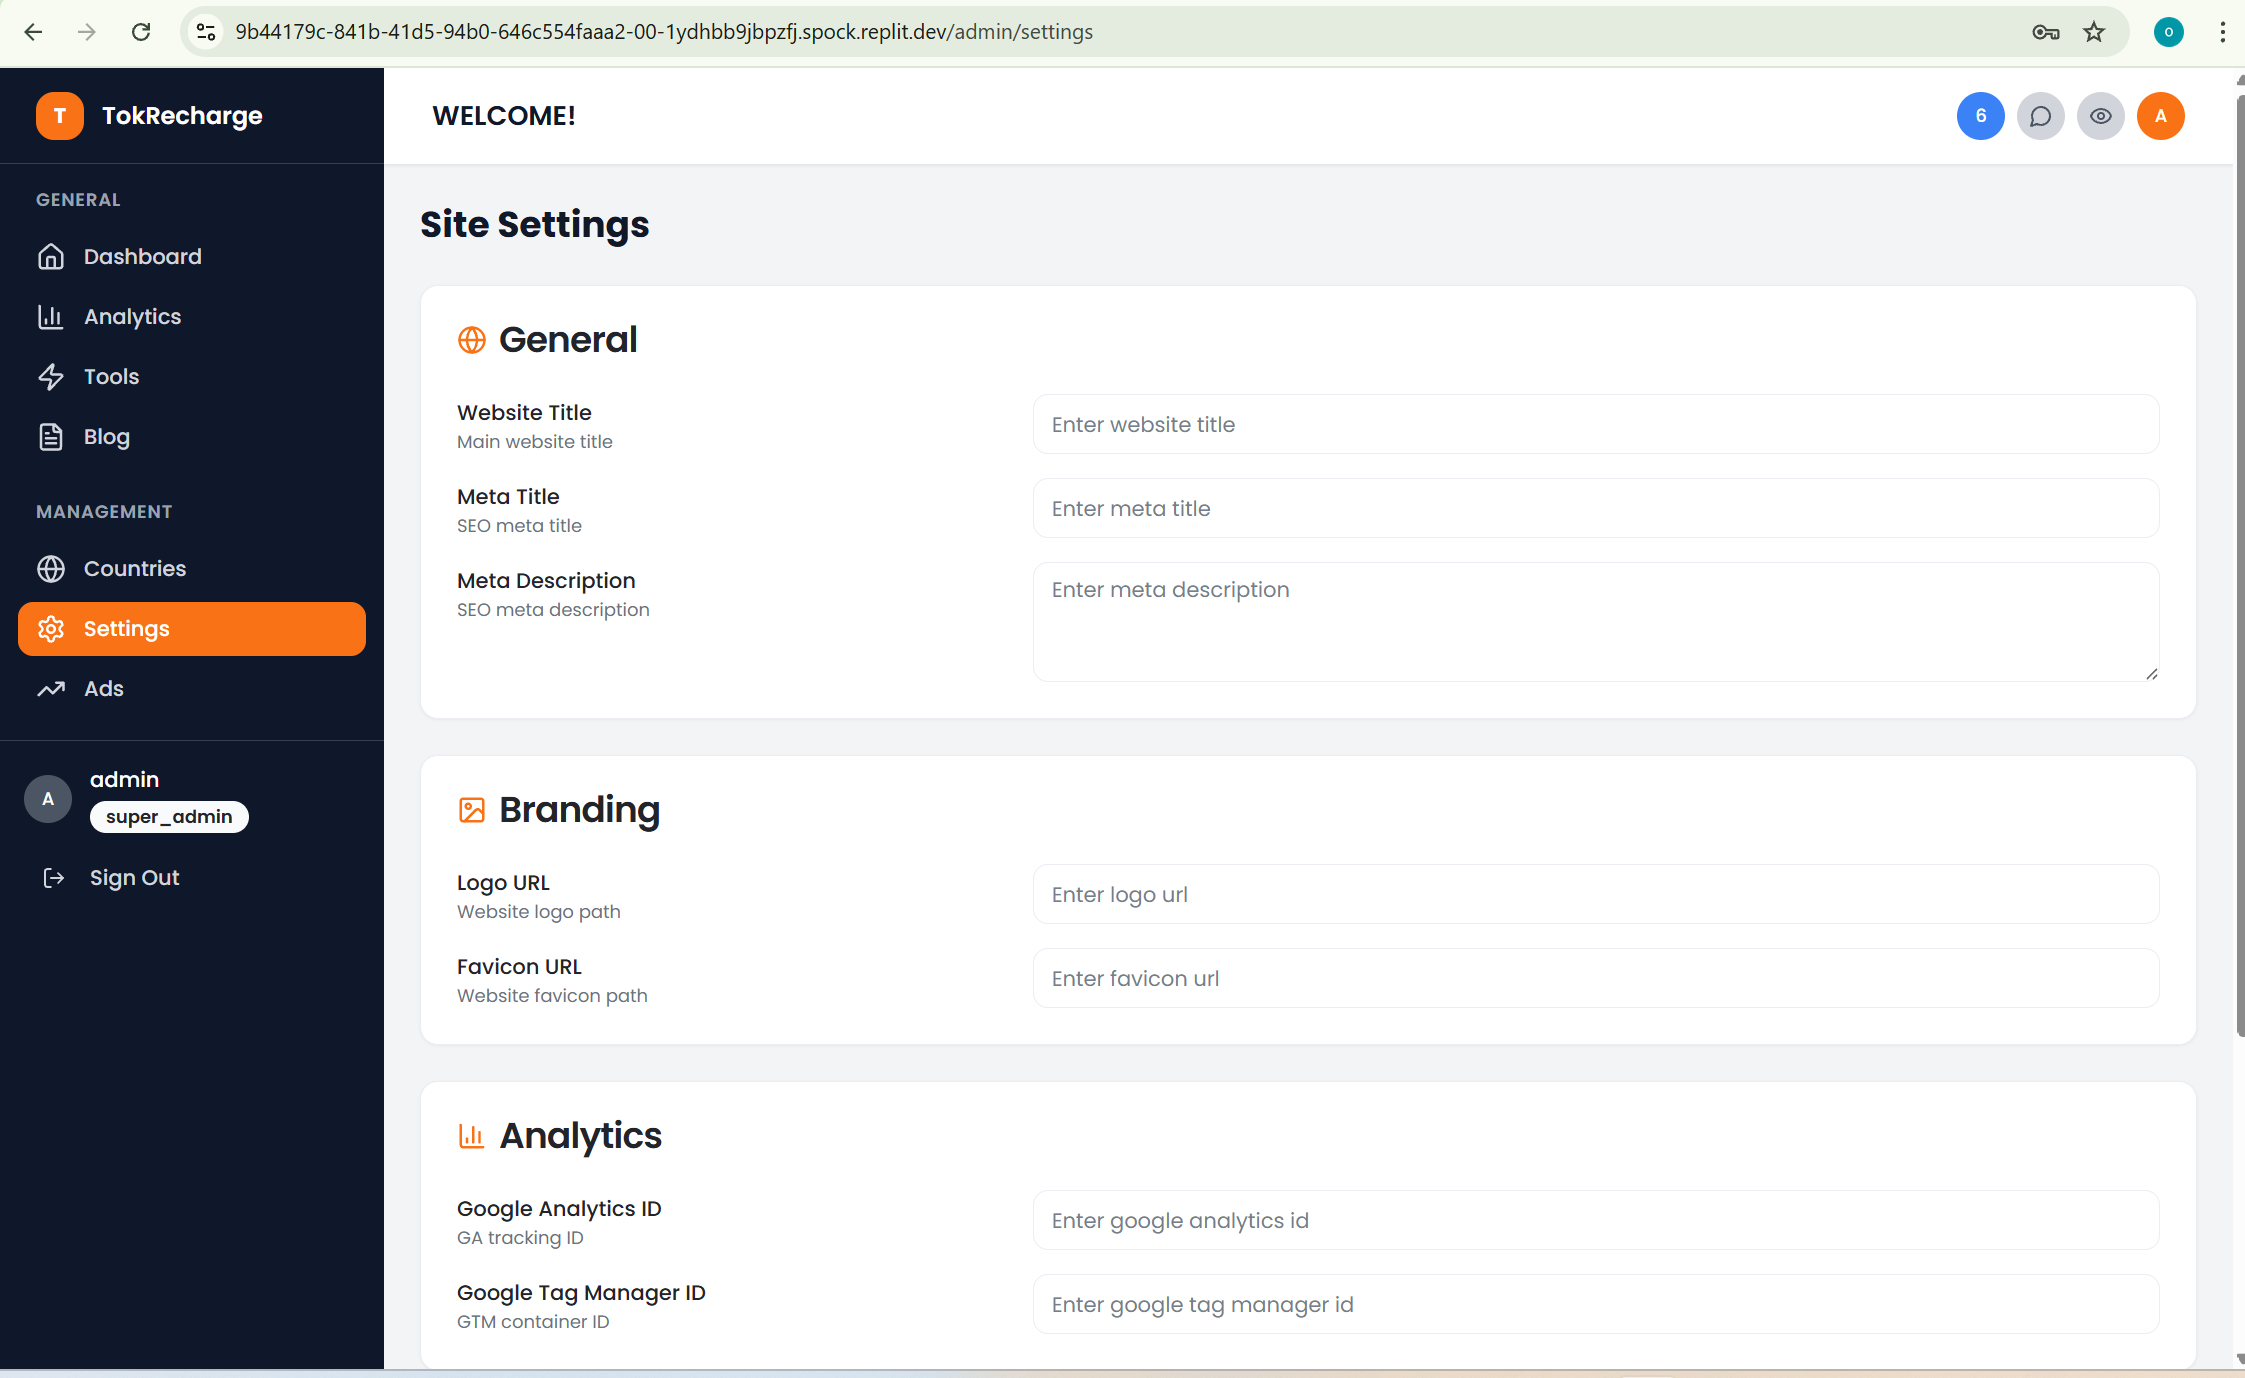 9b44179c-841b-41d5-94b0-646c554faaa2-00-1ydhbb9jbpzfj.spock.replit.dev/admin/settings
O
T
TokRecharge
GENERAL
Dashboard
Analytics
Tools
Blog
MANAGEMENT
Countries
Settings
Ads
A
admin
super_admin
Sign Out
WELCOME!
6
A
Site Settings
General
Website Title
Main website title
Enter website title
Meta Title
SEO meta title
Enter meta title
Meta Description
SEO meta description
Enter meta description
Branding
Logo URL
Website logo path
Enter logo url
Favicon URL
Website favicon path
Enter favicon url
Analytics
Google Analytics ID
GA tracking ID
Enter google analytics id
Google Tag Manager ID
GTM container ID
Enter google tag manager id